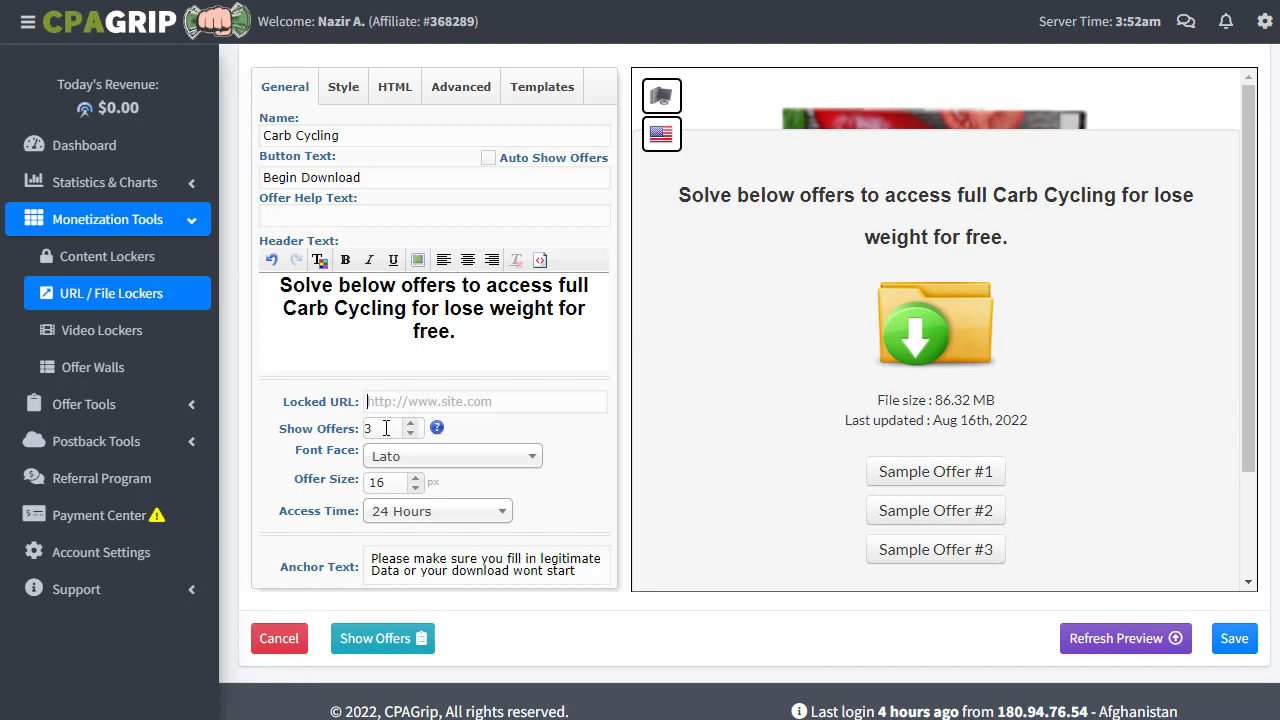 CPAGRIP
Welcome: Nazir A. (Affiliate: #368289)
Server Time: 3:52am
Today's Revenue:
$0.00
Dashboard
Statistics & Charts
Monetization Tools
Content Lockers
URL / File Lockers
Video Lockers
Offer Walls
Offer Tools
Postback Tools
Referral Program
Payment Center
Account Settings
Support
General
Style
HTML
Advanced
Templates
Name:
Carb Cycling
Button Text:
Auto Show Offers
Begin Download
Offer Help Text:
Header Text:
Solve below offers to access full
Carb Cycling for lose weight for
free.
Locked URL:
http://www.site.com
Show Offers:
3
Font Face:
Lato
Offer Size:
16
px
Access Time:
24 Hours
Anchor Text:
Please make sure you fill in legitimate
Data or your download wont start
Solve below offers to access full Carb Cycling for lose
weight for free.
File size : 86.32 MB
Last updated : Aug 16th, 2022
Sample Offer #1
Sample Offer #2
Sample Offer #3
Cancel
Show Offers
Refresh Preview
Save
© 2022, CPAGrip, All rights reserved.
Last login 4 hours ago from 180.94.76.54 - Afghanistan